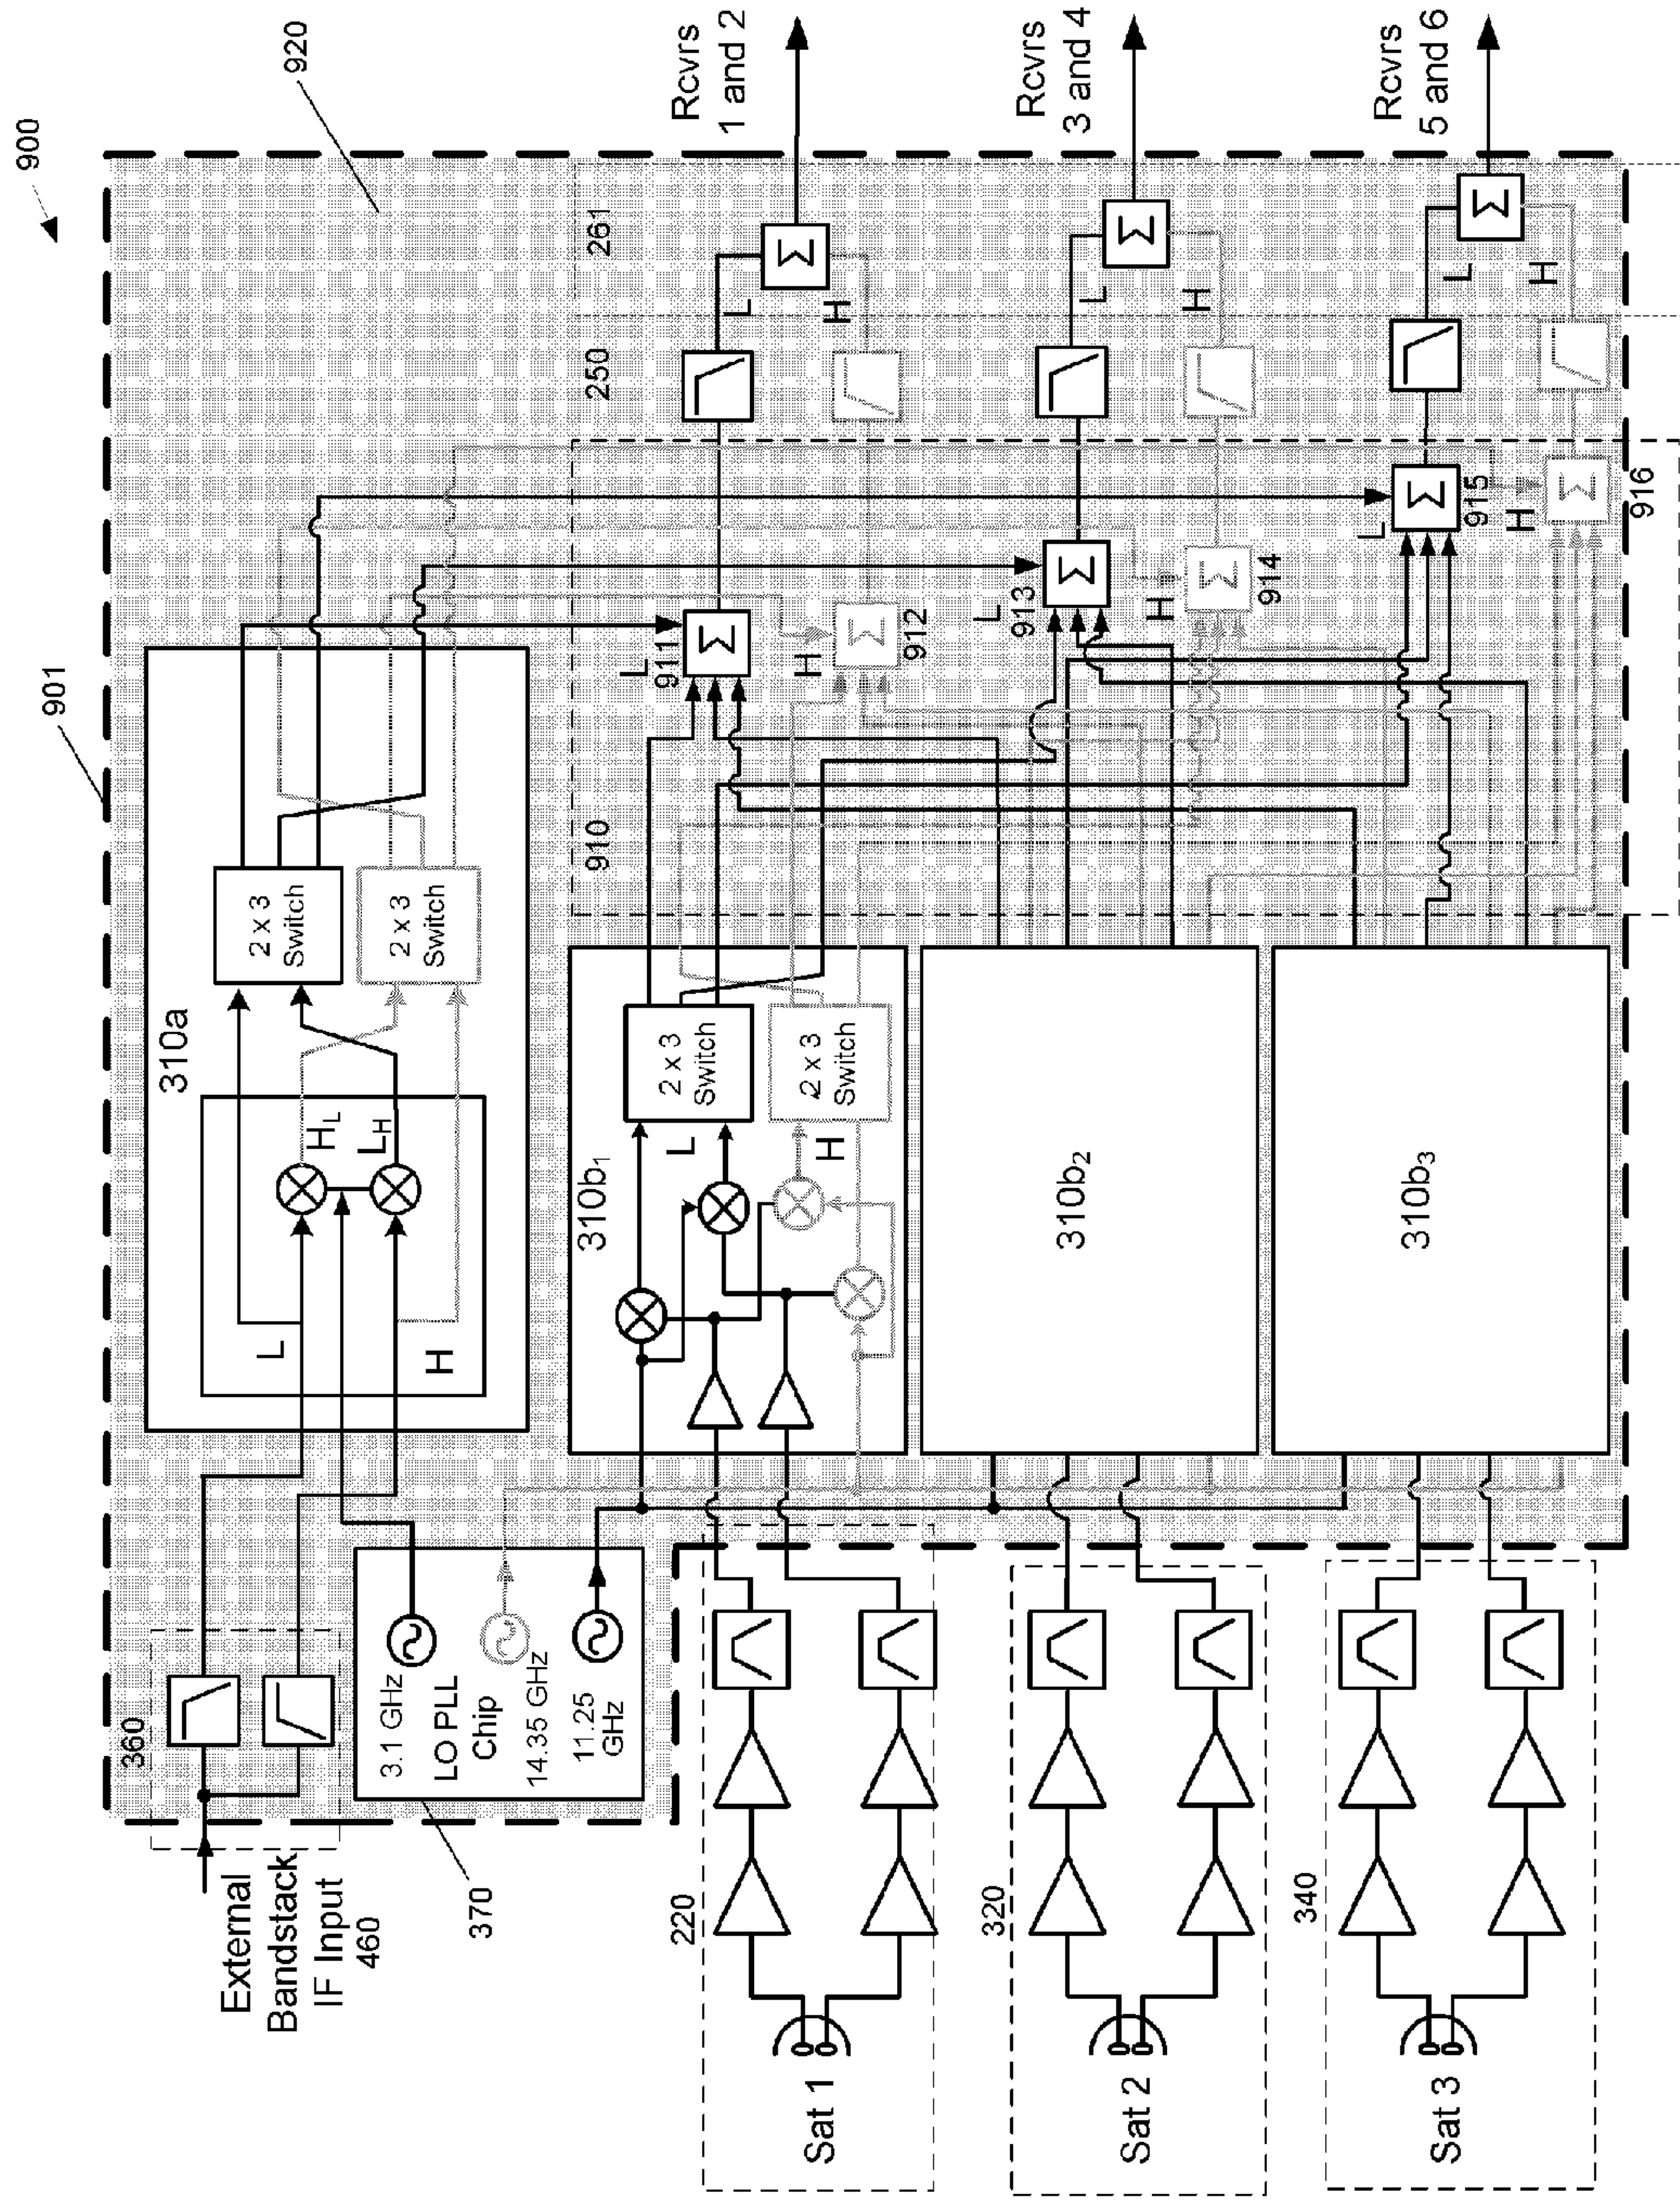 900
901
920
External
Bandstack
IF Input
460
360
370
3.1 GHz
LO PLL
Chip
14.35 GHz
11.25
GHz
310a
L
H
HL
LH
2 x 3
Switch
2 x 3
Switch
310b1
L
H
2 x 3
Switch
2 x 3
Switch
310b2
310b3
910
L
911
H
912
L
913
H
914
L
915
H
916
250
261
L
H
L
H
L
H
Rcvrs
1 and 2
Rcvrs
3 and 4
Rcvrs
5 and 6
220
Sat 1
320
Sat 2
340
Sat 3